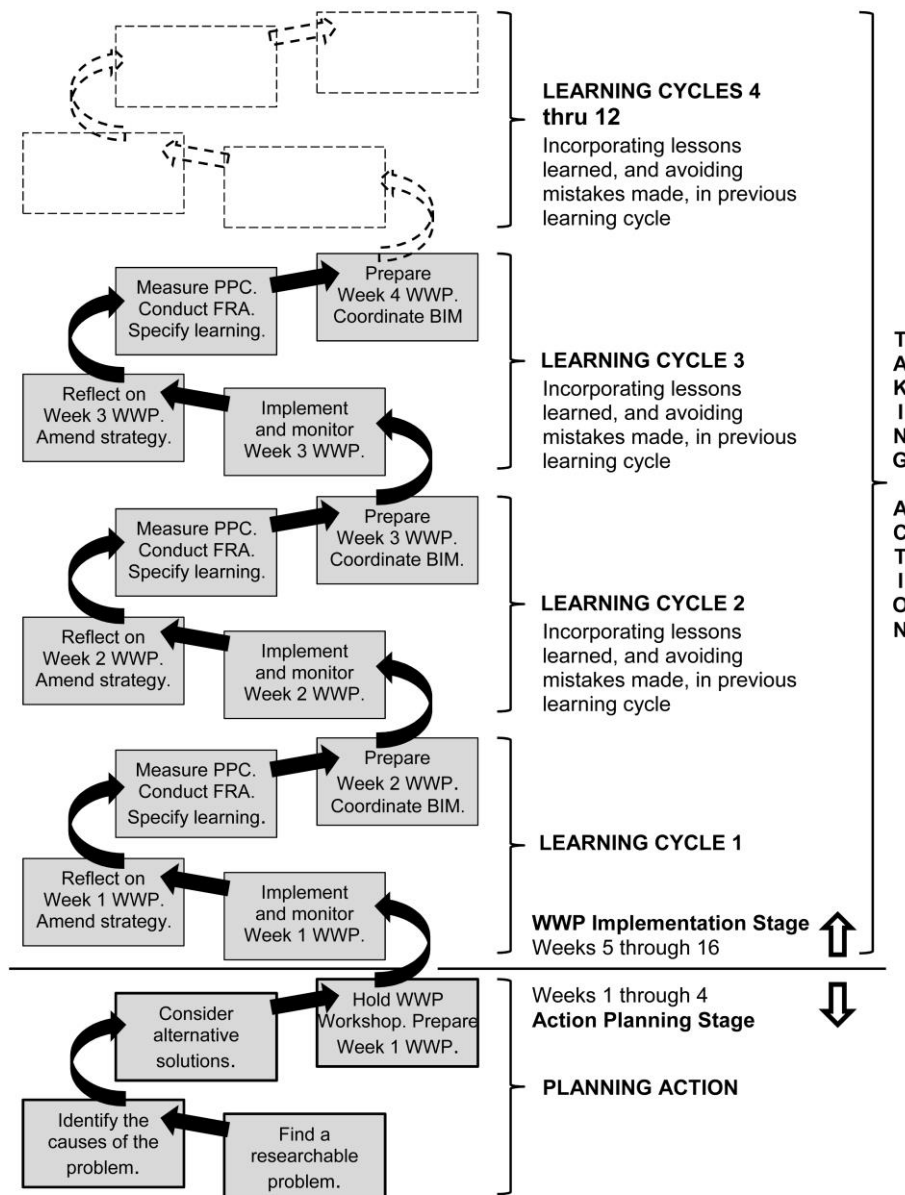 LEARNING CYCLES 4
thru 12
Incorporating lessons
learned, and avoiding
mistakes made, in previous
learning cycle
Measure PPC.
Conduct FRA.
Specify learning.
Prepare
Week 4 WWP.
Coordinate BIM
Reflect on
Week 3 WWP.
Amend strategy.
Implement
and monitor
Week 3 WWP.
LEARNING CYCLE 3
Incorporating lessons
learned, and avoiding
mistakes made, in previous
learning cycle
Measure PPC.
Conduct FRA.
Specify learning.
Prepare
Week 3 WWP.
Coordinate BIM.
Reflect on
Week 2 WWP.
Amend strategy.
Implement
and monitor
Week 2 WWP.
LEARNING CYCLE 2
Incorporating lessons
learned, and avoiding
mistakes made, in previous
learning cycle
Measure PPC.
Conduct FRA.
Specify learning.
Prepare
Week 2 WWP.
Coordinate BIM.
Reflect on
Week 1 WWP.
Amend strategy.
Implement
and monitor
Week 1 WWP.
LEARNING CYCLE 1
WWP Implementation Stage
Weeks 5 through 16
Weeks 1 through 4
Action Planning Stage
Consider
alternative
solutions.
Hold WWP
Workshop. Prepare
Week 1 WWP.
Identify the
causes of the
problem.
Find a
researchable
problem.
PLANNING ACTION
TAKING ACTION